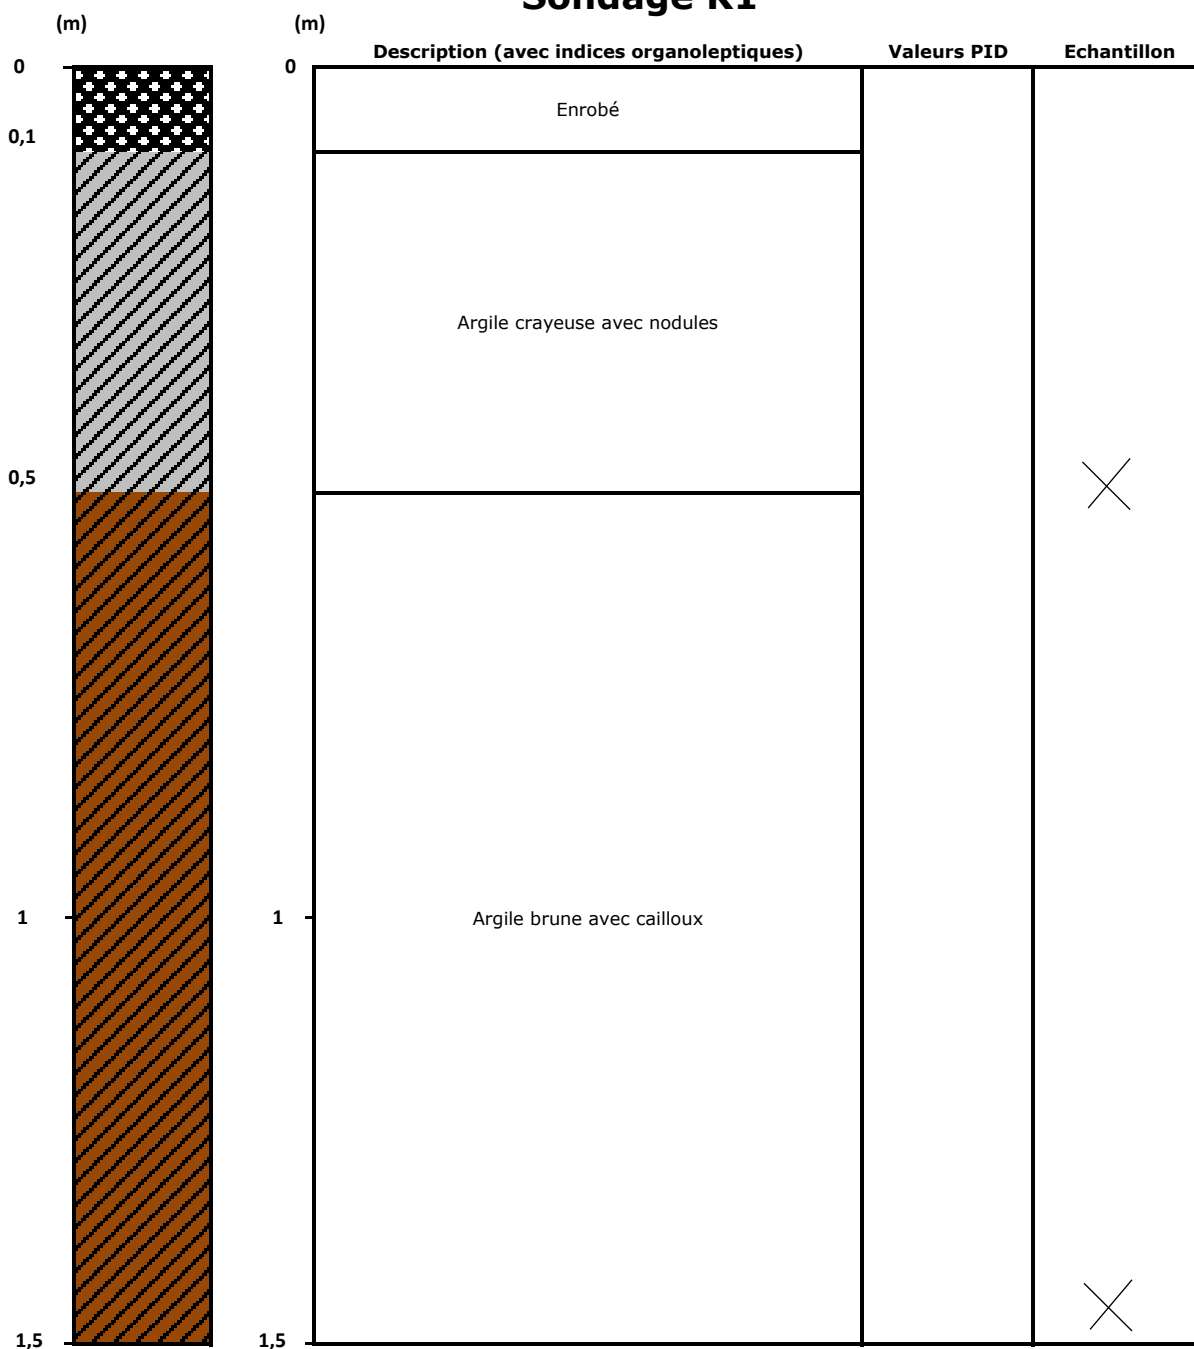 Sondage R1
(m) (m)
Description (avec indices organoleptiques) Valeurs PID Echantillon
0 0
Enrobé
0,1
Argile crayeuse avec nodules
0,5
1 1 Argile brune avec cailloux
1,5 1,5